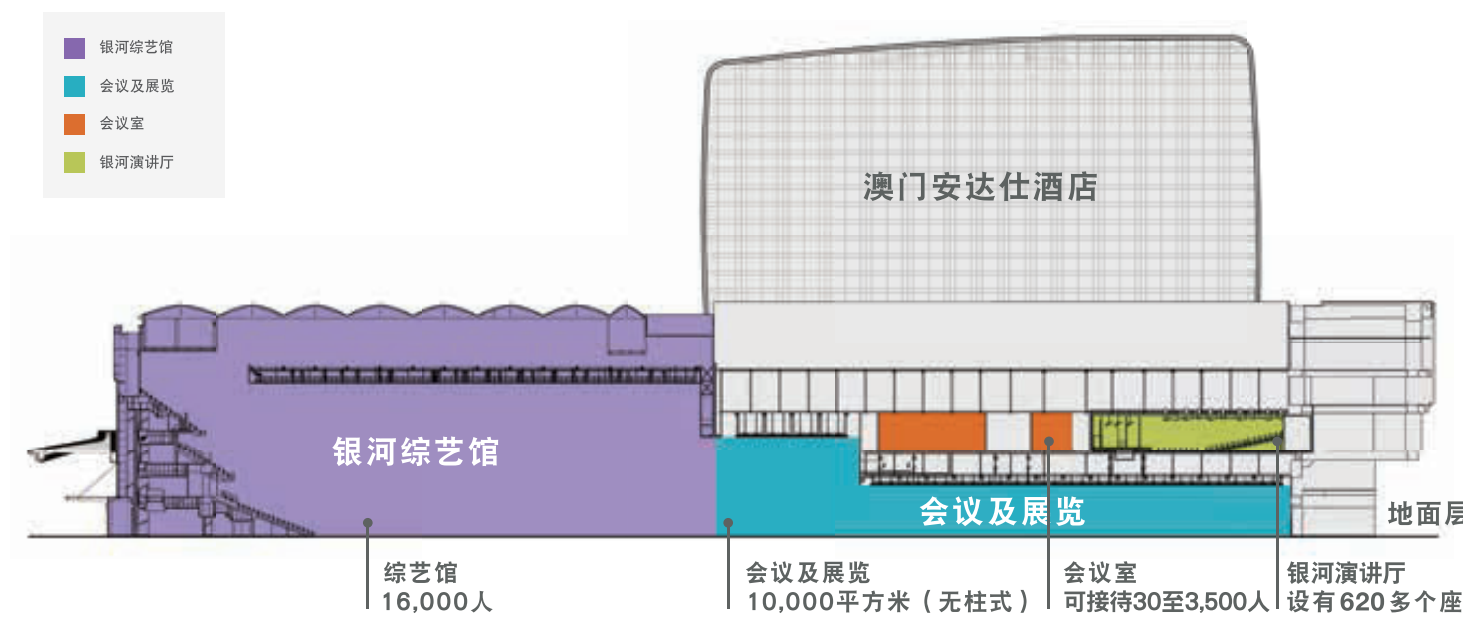 银河综艺馆
会议及展览
会议室
银河演讲厅
澳门安达仕酒店
银河综艺馆
会议及展览
地面层
综艺馆
16,000人
会议及展览
10,000平方米（无柱式）
会议室
可接待30至3,500人
银河演讲厅
设有620多个座